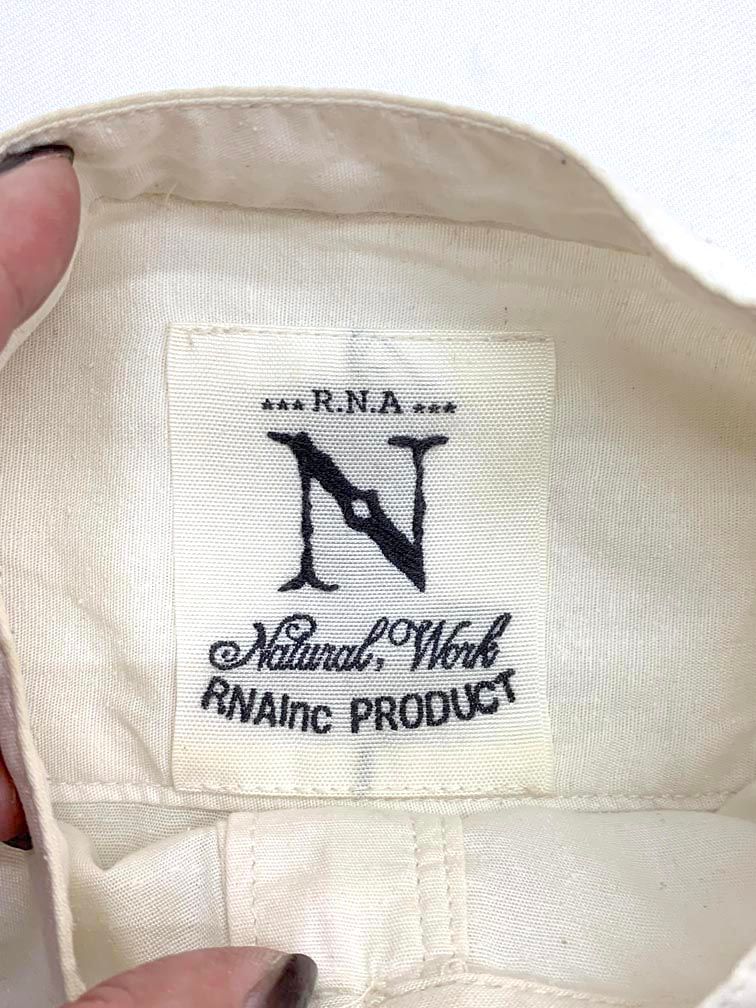 *** R.N.A ***
N
Natural, Work
RNAInc PRODUCT